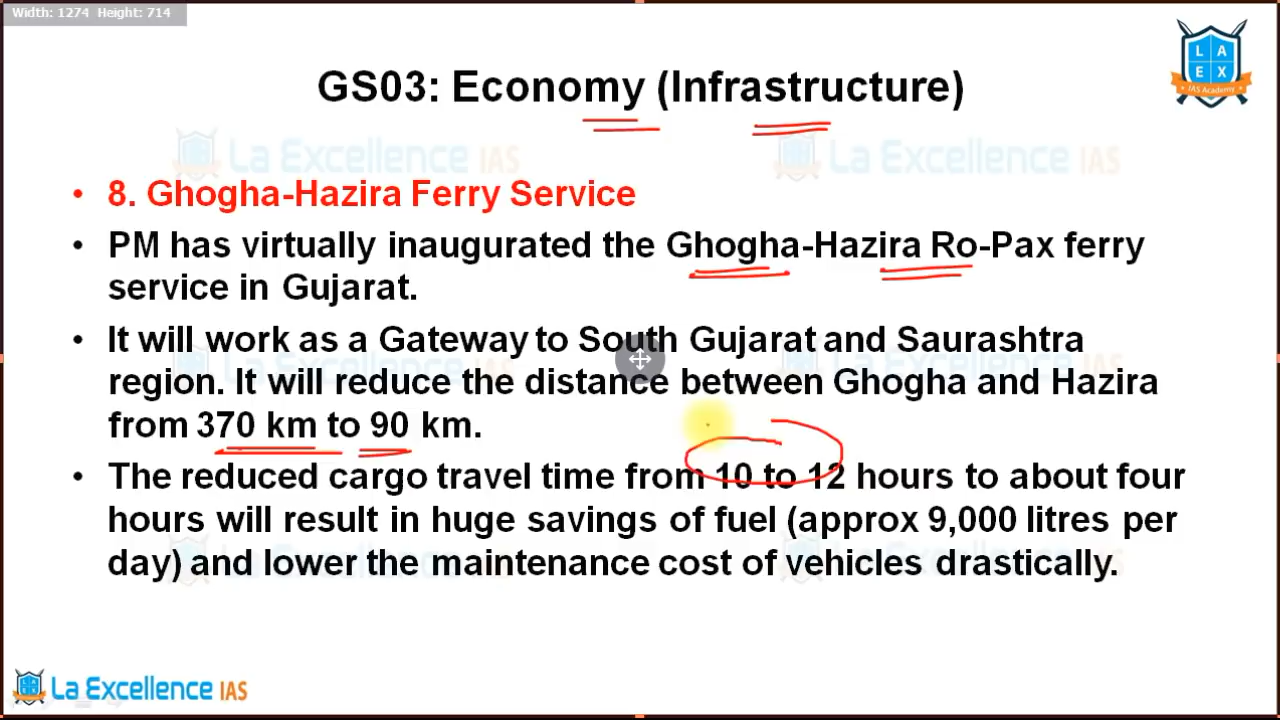 Width: 1274 Height: 714
GS03: Economy (Infrastructure)
L A
E X
IAS Academy
La Excellence IAS
La Excellence IAS
• 8. Ghogha-Hazira Ferry Service
• PM has virtually inaugurated the Ghogha-Hazira Ro-Pax ferry
service in Gujarat.
• It will work as a Gateway to South Gujarat and Saurashtra
region. It will reduce the distance between Ghogha and Hazira
from 370 km to 90 km.
• The reduced cargo travel time from 10 to 12 hours to about four
hours will result in huge savings of fuel (approx 9,000 litres per
day) and lower the maintenance cost of vehicles drastically.
La Excellence IAS